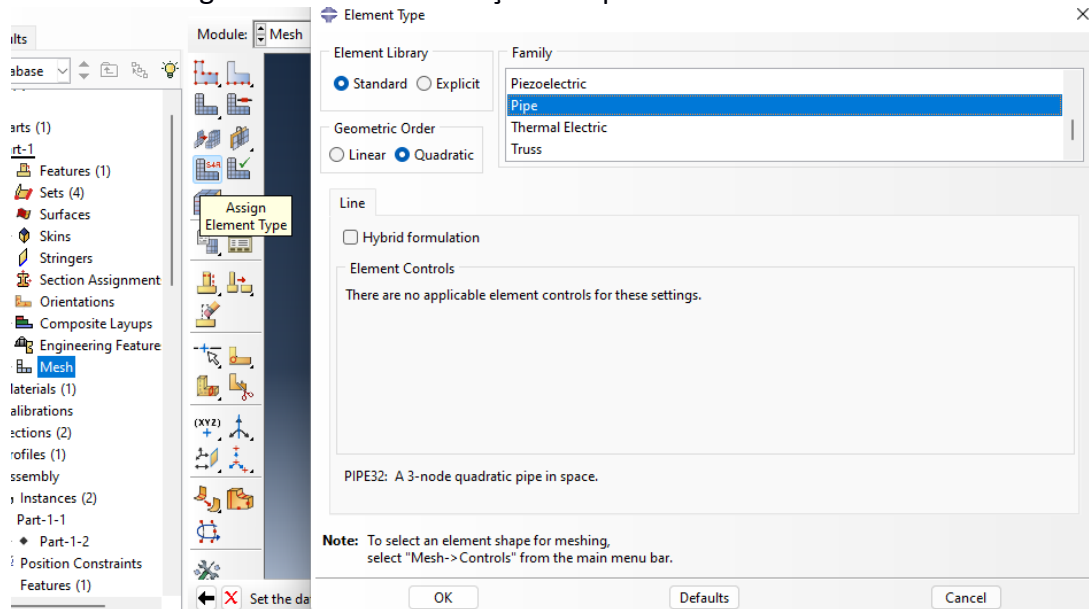 Element Type
ults
Module: Mesh
abase
arts (1)
rt-1
Features (1)
Sets (4)
Surfaces
Skins
Stringers
Section Assignment
Orientations
Composite Layups
Engineering Feature
Mesh
laterials (1)
alibrations
ections (2)
rofiles (1)
ssembly
Instances (2)
Part-1-1
Part-1-2
Position Constraints
Features (1)
S4R
Assign
Element Type
(XYZ)
Set the da
Element Library
Standard Explicit
Geometric Order
Linear Quadratic
Family
Piezoelectric
Pipe
Thermal Electric
Truss
Line
Hybrid formulation
Element Controls
There are no applicable element controls for these settings.
PIPE32: A 3-node quadratic pipe in space.
Note: To select an element shape for meshing,
select "Mesh->Controls" from the main menu bar.
OK Defaults Cancel